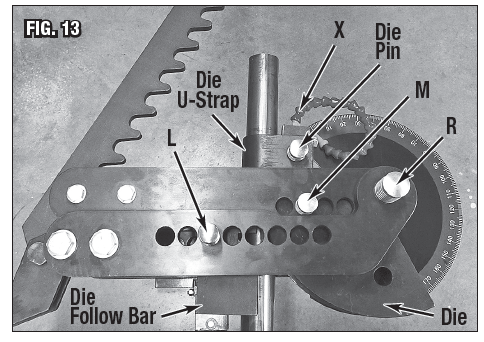 FIG. 13
X
Die
Pin
Die
U-Strap
M
L
R
Die
Follow Bar
Die